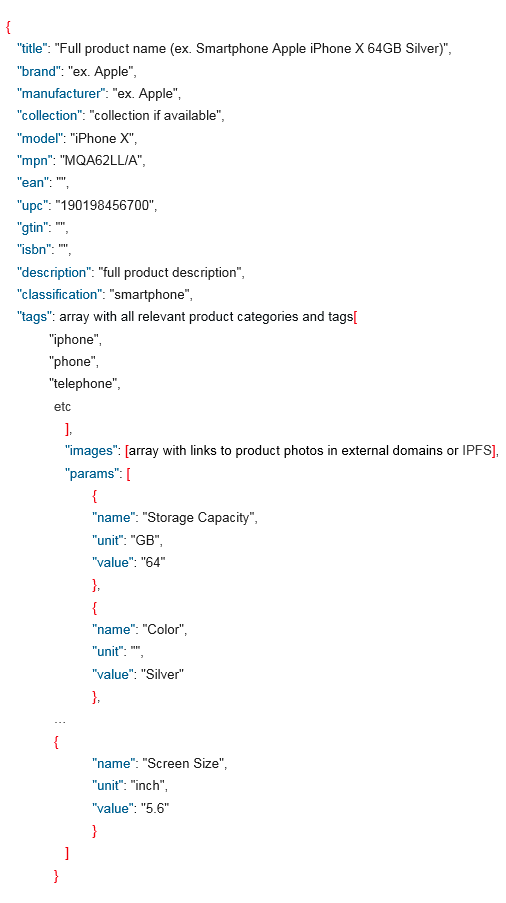 {
"title": "Full product name (ex. Smartphone Apple iPhone X 64GB Silver)",
"brand": "ex. Apple",
"manufacturer": "ex. Apple",
"collection": "collection if available",
"model": "iPhone X",
"mpn": "MQA62LL/A",
"ean": "",
"upc": "190198456700",
"gtin": "",
"isbn": "",
"description": "full product description",
"classification": "smartphone",
"tags": array with all relevant product categories and tags[
"iphone",
"phone",
"telephone",
etc
],
"images": [array with links to product photos in external domains or IPFS],
"params": [
{
"name": "Storage Capacity",
"unit": "GB",
"value": "64"
},
{
"name": "Color",
"unit": "",
"value": "Silver"
},
...
{
"name": "Screen Size",
"unit": "inch",
"value": "5.6"
}
]
}